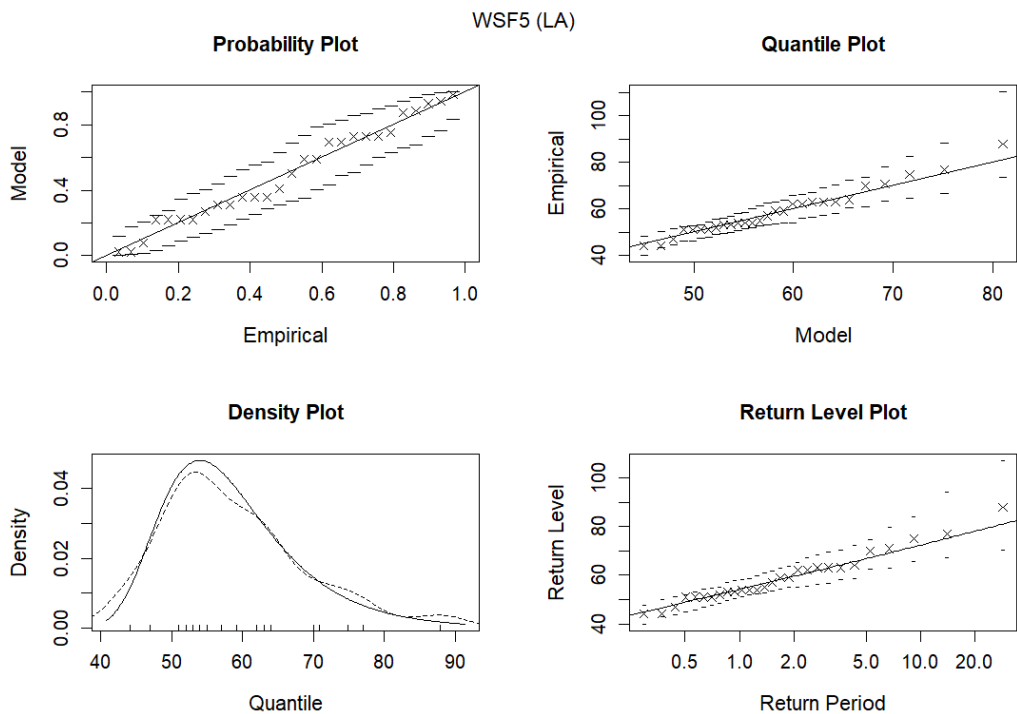 WSF5 (LA)
Probability Plot
Model
0.0 0.4 0.8
0.0 0.2 0.4 0.6 0.8 1.0
Empirical
Quantile Plot
Empirical
40 60 80 100
50 60 70 80
Model
Density Plot
Density
0.00 0.02 0.04
40 50 60 70 80 90
Quantile
Return Level Plot
Return Level
40 60 80 100
0.5 1.0 2.0 5.0 10.0 20.0
Return Period